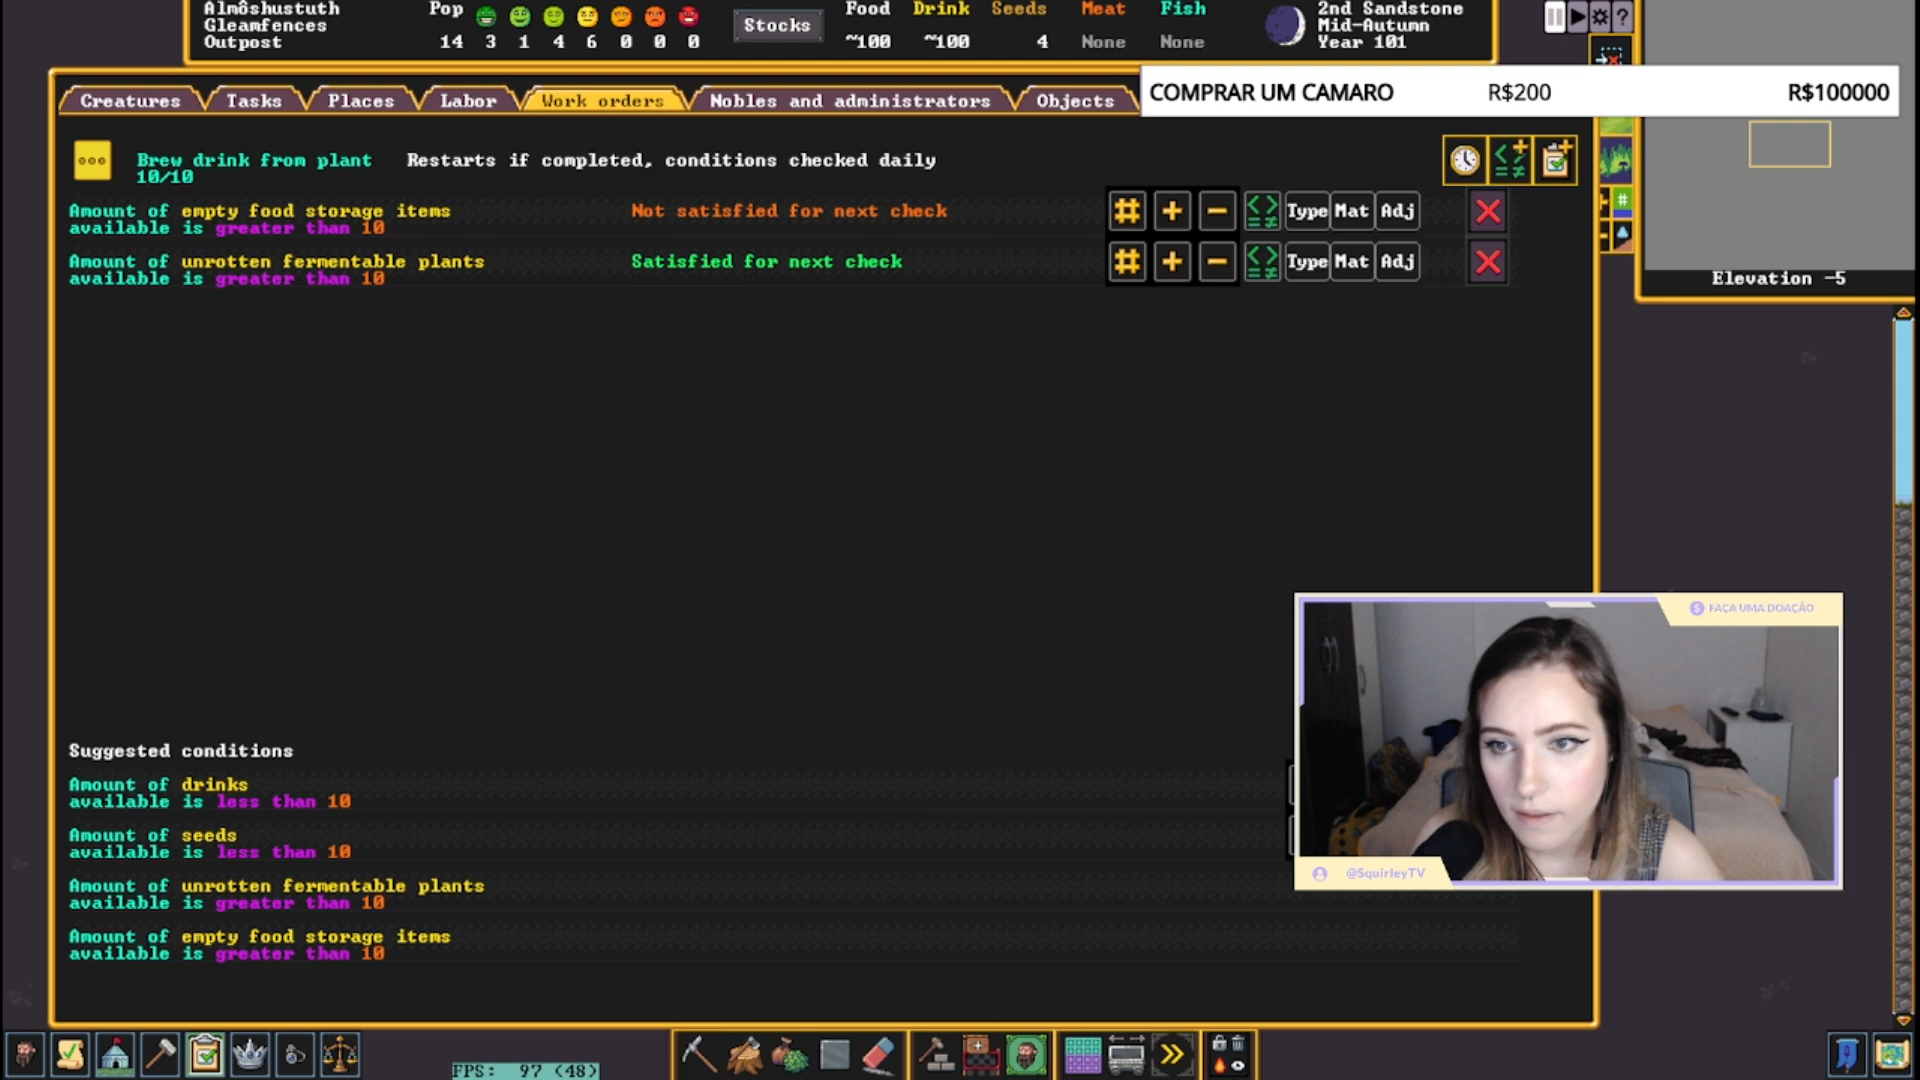 Almôshustuth
Gleamfences
Outpost
Pop
14 3 1 4 6 0 0 0
Stocks
Food Drink Seeds Meat Fish
~100 ~100 4 None None
2nd Sandstone
Mid-Autumn
Year 101
?
Creatures Tasks Places Labor Work orders Nobles and administrators Objects
COMPRAR UM CAMARO R$200 R$100000
Brew drink from plant Restarts if completed, conditions checked daily
10/10
Amount of empty food storage items Not satisfied for next check
available is greater than 10
Type Mat Adj
Amount of unrotten fermentable plants Satisfied for next check
available is greater than 10
Type Mat Adj
Elevation -5
Suggested conditions
Amount of drinks
available is less than 10
Amount of seeds
available is less than 10
Amount of unrotten fermentable plants
available is greater than 10
Amount of empty food storage items
available is greater than 10
FAÇA UMA DOAÇÃO
@SquirleyTV
FPS: 97 (48)